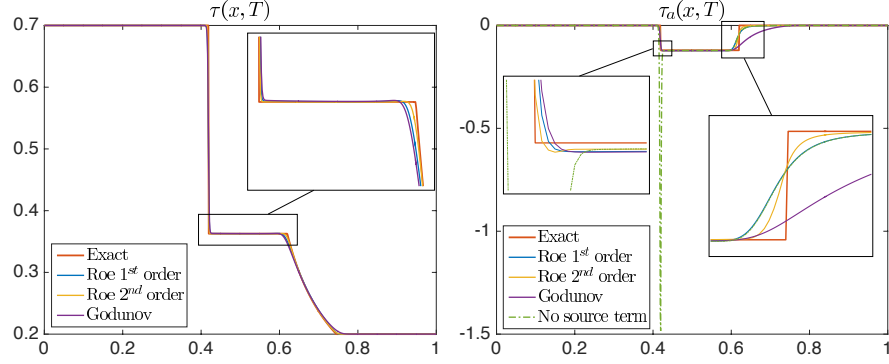 τ(x, T)
0.7
0.6
0.5
0.4
0.3
0.2
0 0.2 0.4 0.6 0.8 1
Exact
Roe 1st order
Roe 2nd order
Godunov
τa(x, T)
0
-0.5
-1
-1.5
0 0.2 0.4 0.6 0.8 1
Exact
Roe 1st order
Roe 2nd order
Godunov
No source term